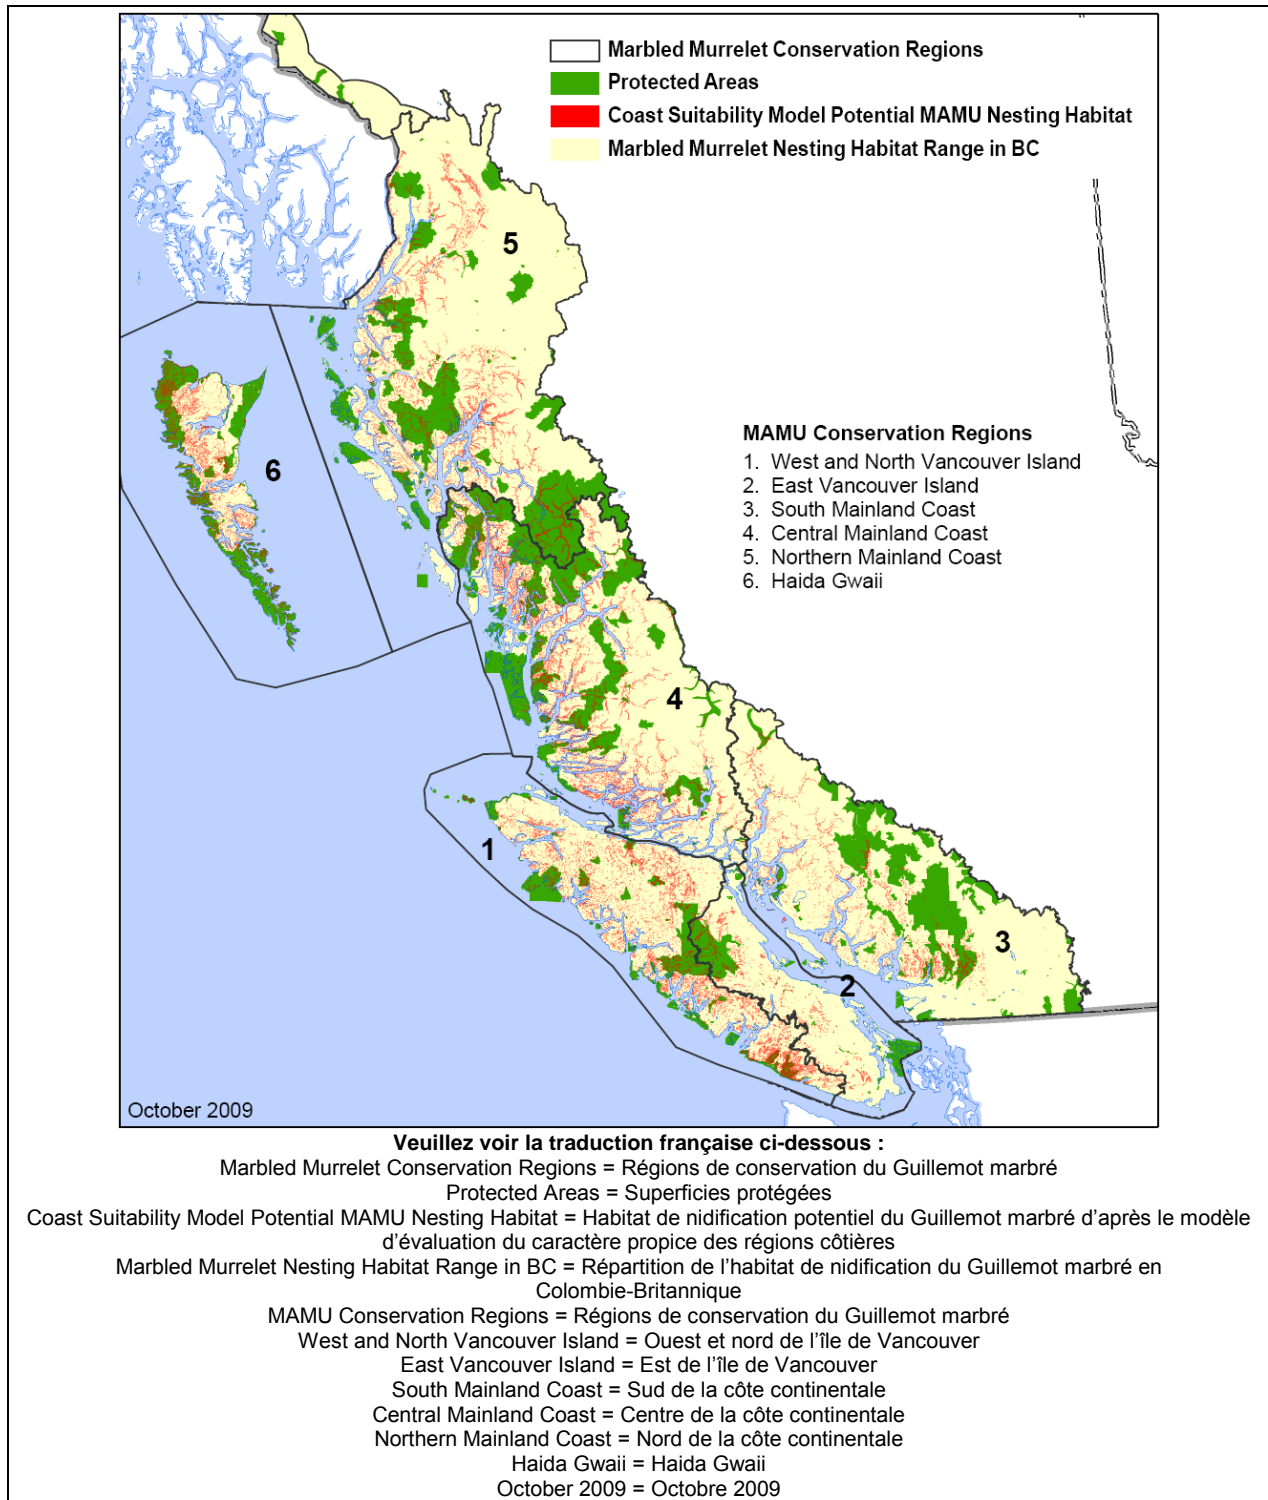 Marbled Murrelet Conservation Regions
Protected Areas
Coast Suitability Model Potential MAMU Nesting Habitat
Marbled Murrelet Nesting Habitat Range in BC
5
6
MAMU Conservation Regions
1. West and North Vancouver Island
2. East Vancouver Island
3. South Mainland Coast
4. Central Mainland Coast
5. Northern Mainland Coast
6. Haida Gwaii
4
1
3
2
October 2009
Veuillez voir la traduction française ci-dessous :
Marbled Murrelet Conservation Regions = Régions de conservation du Guillemot marbré
Protected Areas = Superficies protégées
Coast Suitability Model Potential MAMU Nesting Habitat = Habitat de nidification potentiel du Guillemot marbré d’après le modèle
d’évaluation du caractère propice des régions côtières
Marbled Murrelet Nesting Habitat Range in BC = Répartition de l’habitat de nidification du Guillemot marbré en
Colombie-Britannique
MAMU Conservation Regions = Régions de conservation du Guillemot marbré
West and North Vancouver Island = Ouest et nord de l’île de Vancouver
East Vancouver Island = Est de l’île de Vancouver
South Mainland Coast = Sud de la côte continentale
Central Mainland Coast = Centre de la côte continentale
Northern Mainland Coast = Nord de la côte continentale
Haida Gwaii = Haida Gwaii
October 2009 = Octobre 2009